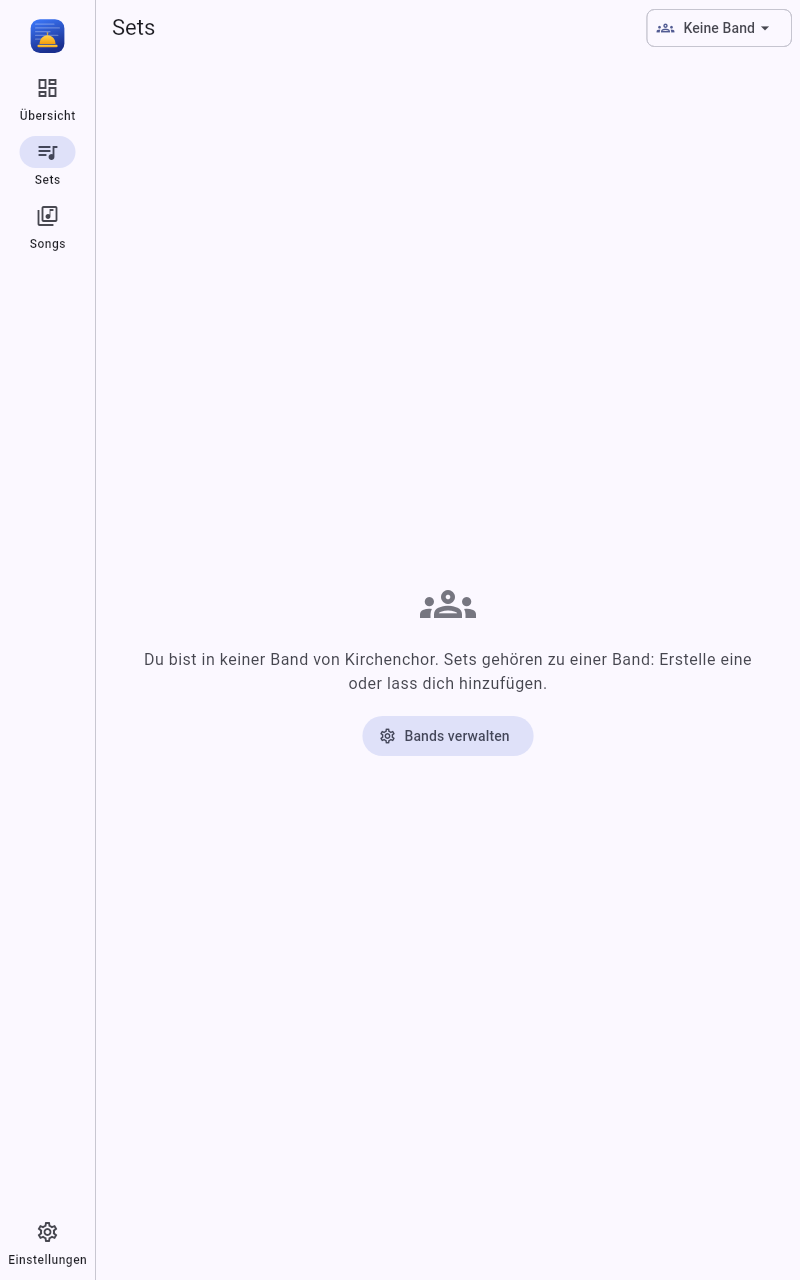 Sets
Keine Band
Übersicht
Sets
Songs
Du bist in keiner Band von Kirchenchor. Sets gehören zu einer Band: Erstelle eine
oder lass dich hinzufügen.
Bands verwalten
Einstellungen